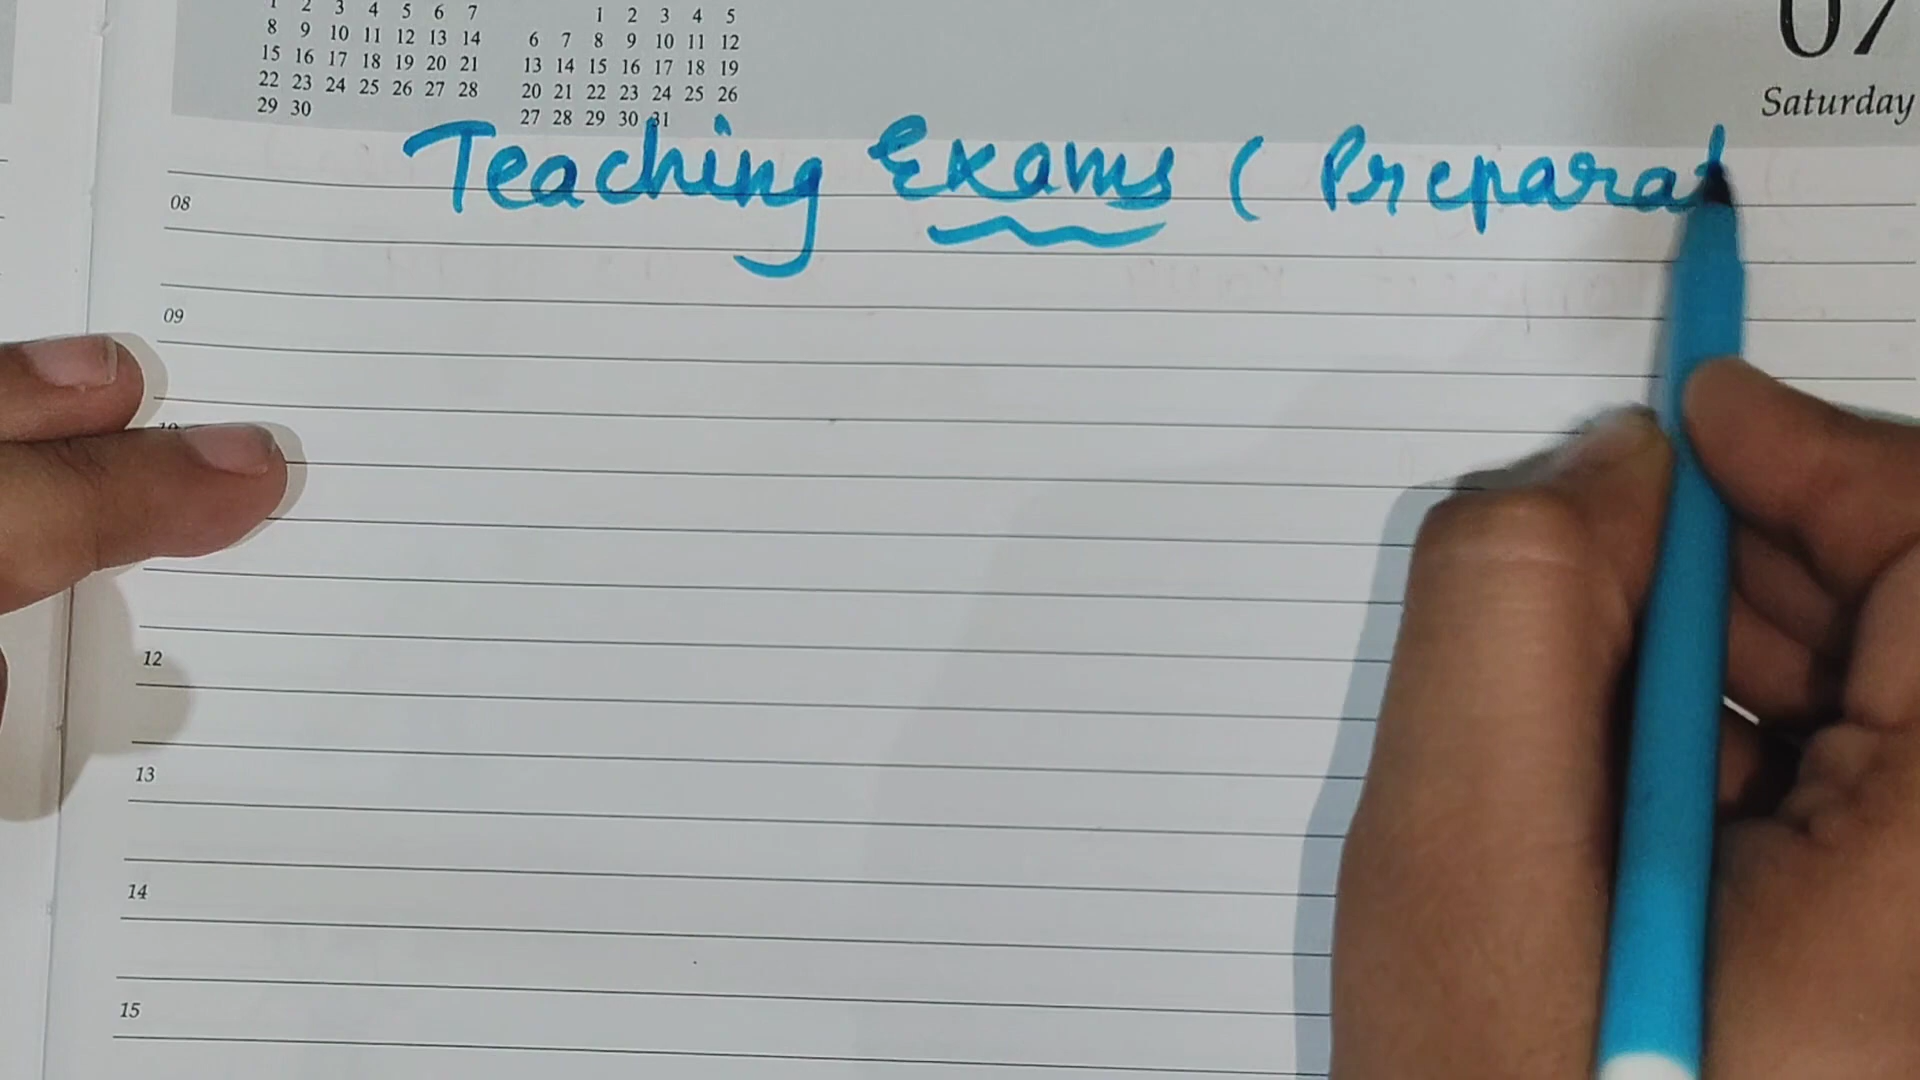 1 2 3 4 5 6 7
8 9 10 11 12 13 14
15 16 17 18 19 20 21
22 23 24 25 26 27 28
29 30
1 2 3 4 5
6 7 8 9 10 11 12
13 14 15 16 17 18 19
20 21 22 23 24 25 26
27 28 29 30 31
07
Saturday
Teaching Exams ( Preparat
08
09
10
12
13
14
15